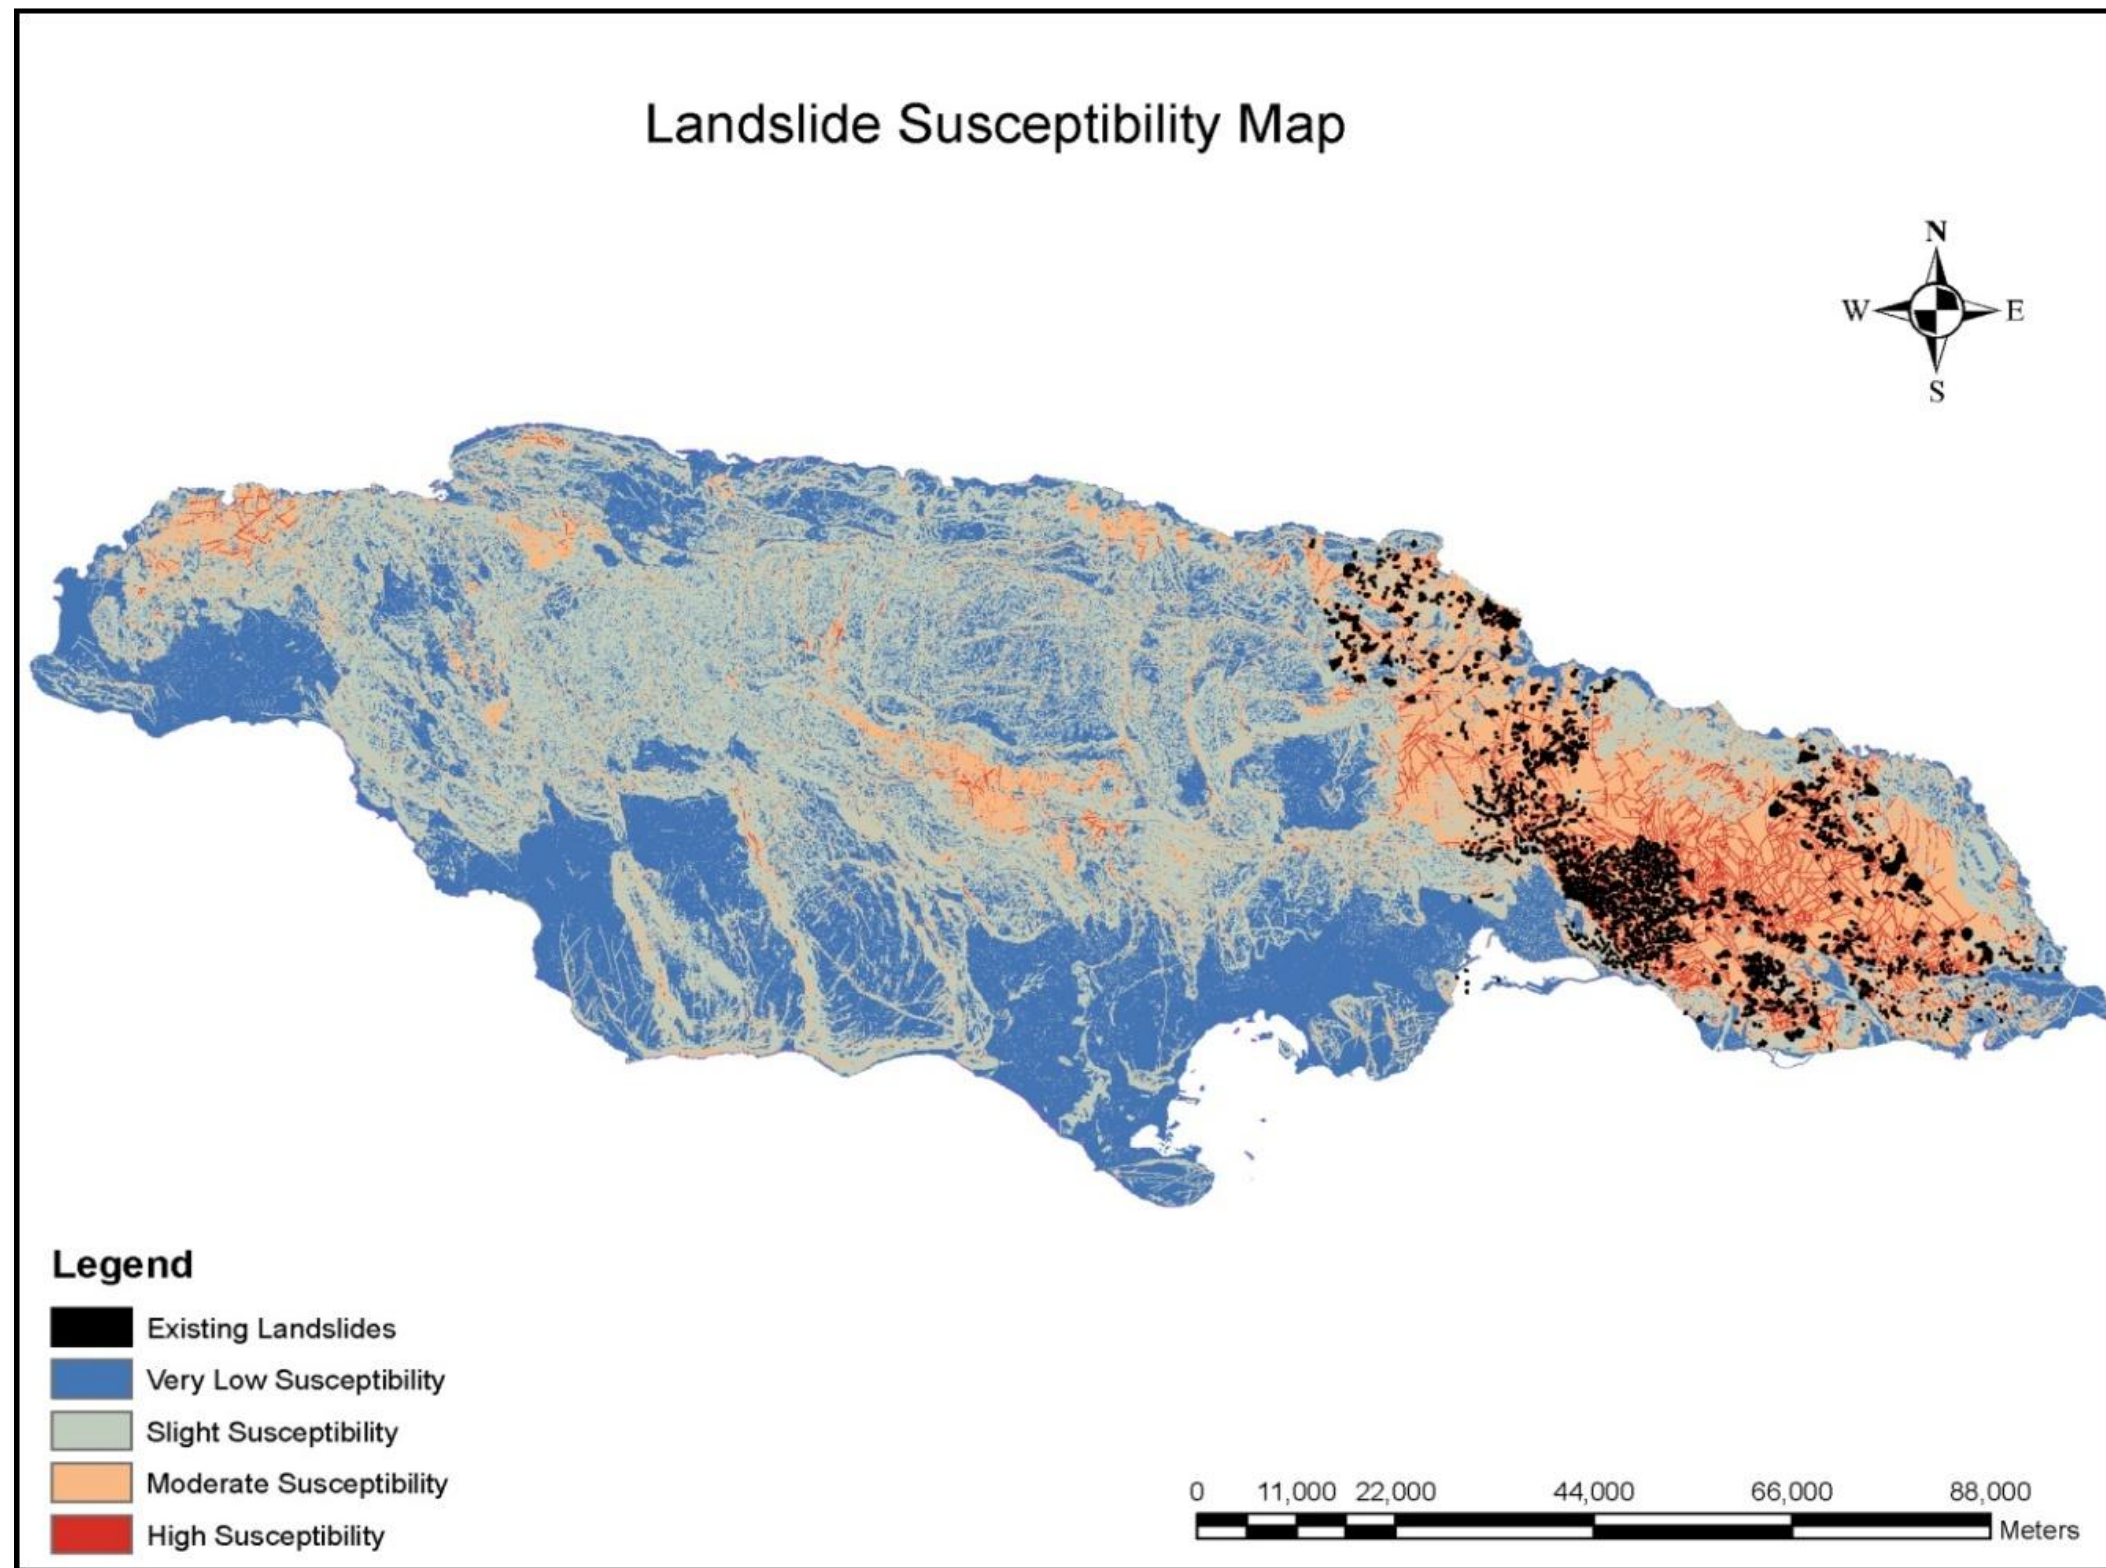 Landslide Susceptibility Map
N
W E
S
Legend
Existing Landslides
Very Low Susceptibility
Slight Susceptibility
Moderate Susceptibility
High Susceptibility
0 11,000 22,000 44,000 66,000 88,000
Meters